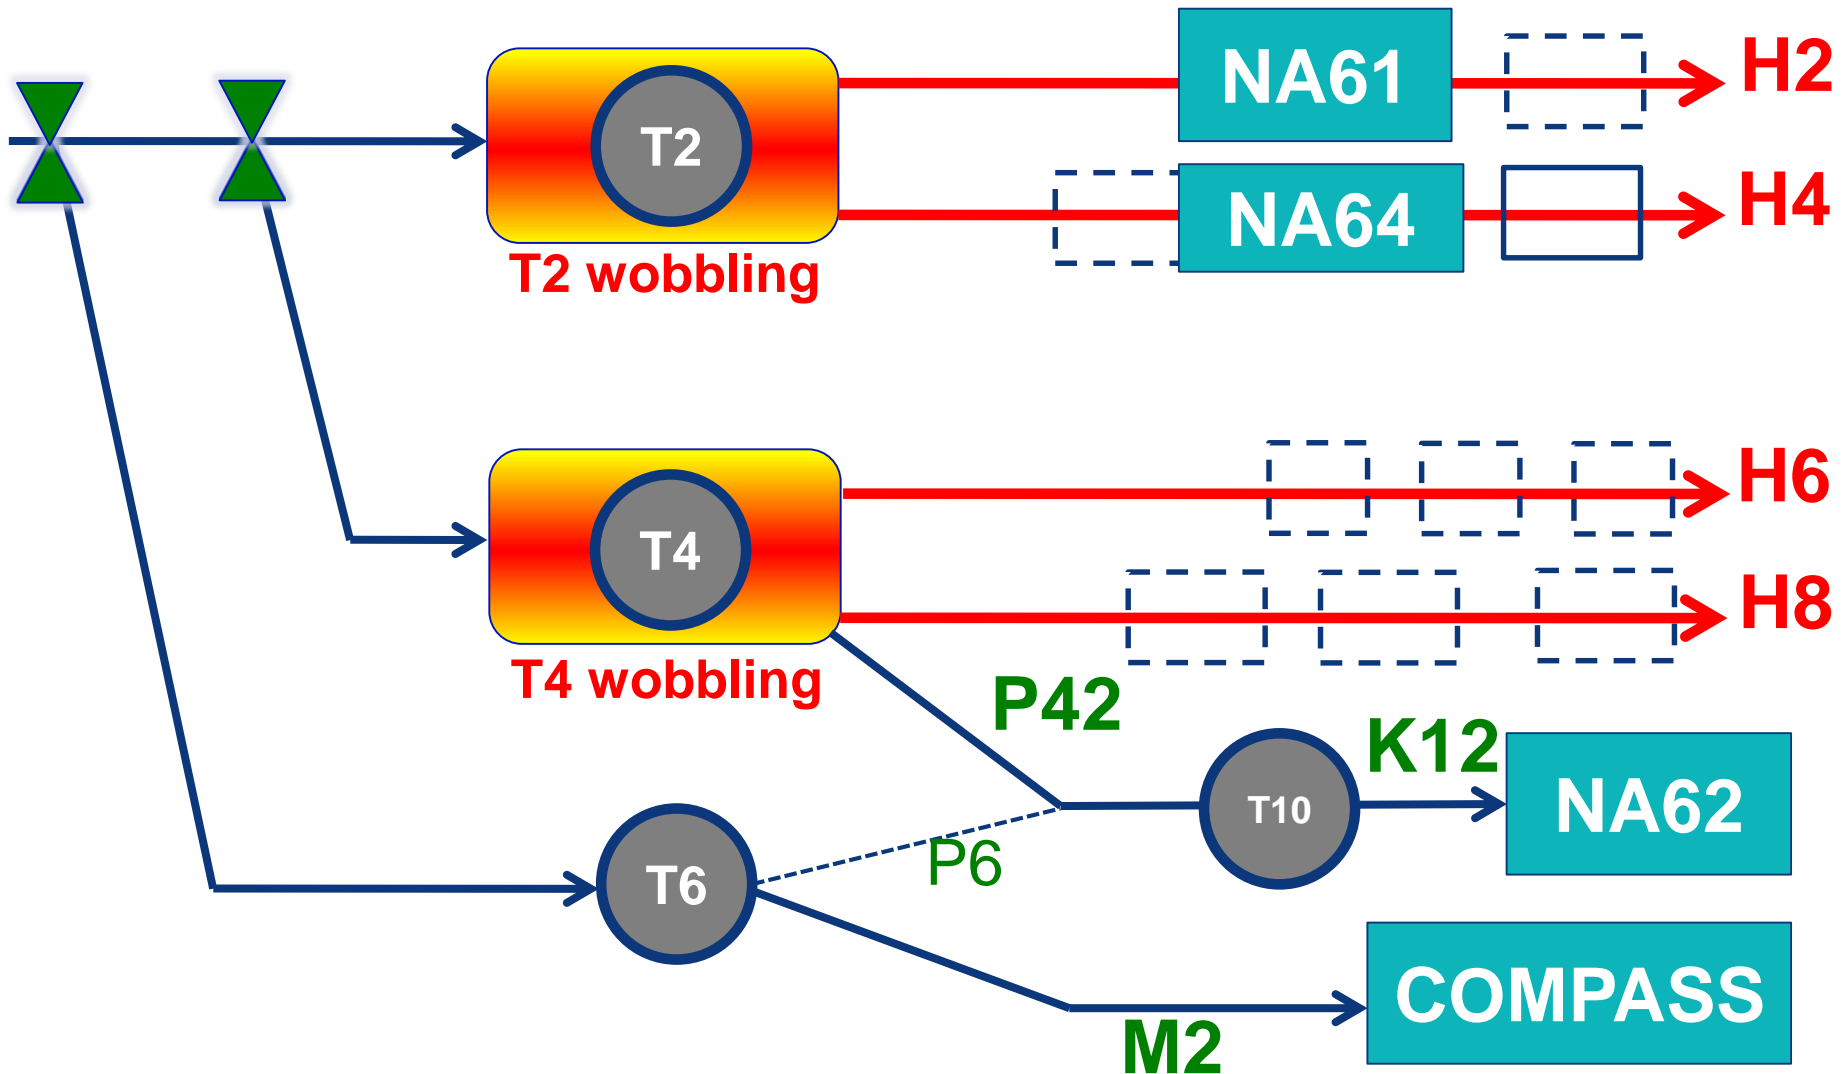 NA61
H2
T2
NA64
H4
T2 wobbling
H6
T4
H8
T4 wobbling
P42
K12
T10
NA62
P6
T6
COMPASS
M2